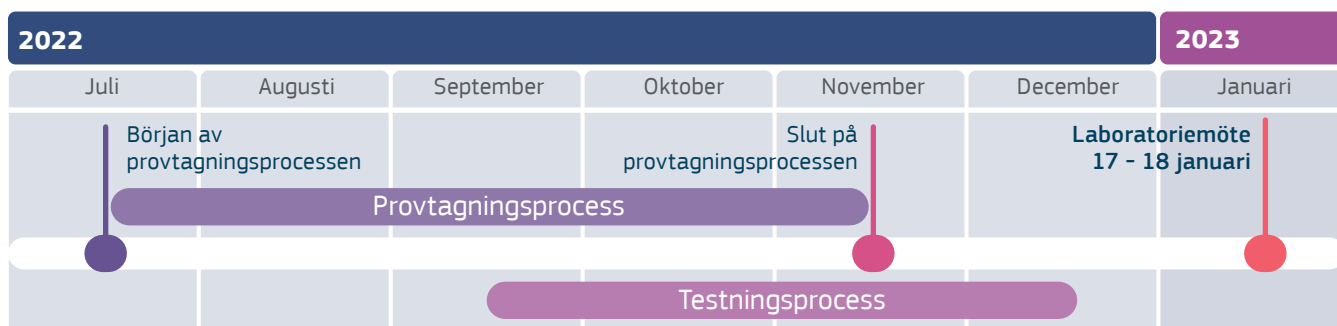 2022
2023
Juli
Augusti
September
Oktober
November
December
Januari
Början av
provtagningsprocessen
Slut på
provtagningsprocessen
Laboratoriemöte
17 - 18 januari
Provtagningsprocess
Testningsprocess